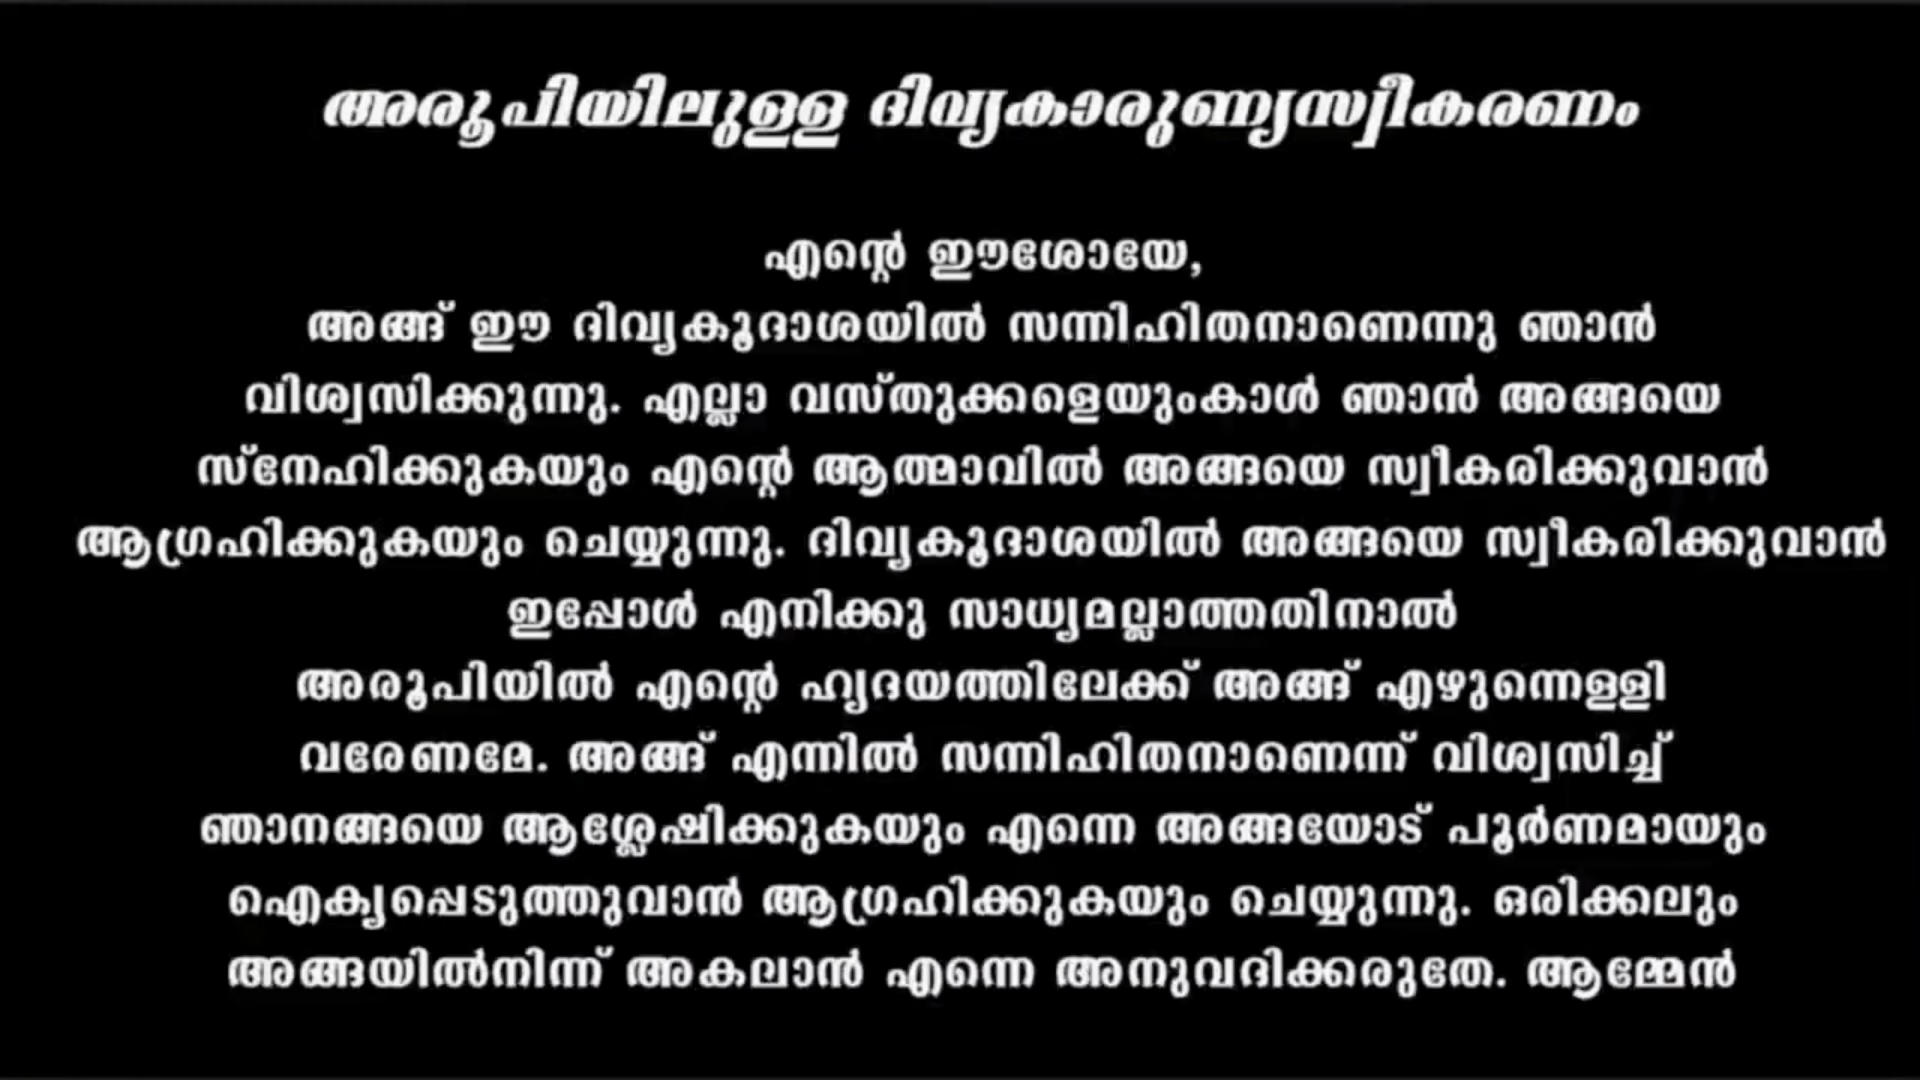 അരൂപിയിലുള്ള ദിവ്യകാരുണ്യസ്വീകരണം
എന്റെ ഈശോയേ,
അങ്ങ് ഈ ദിവ്യകൂദാശയിൽ സന്നിഹിതനാണെന്നു ഞാൻ
വിശ്വസിക്കുന്നു. എല്ലാ വസ്തുക്കളെയുംകാൾ ഞാൻ അങ്ങയെ
സ്നേഹിക്കുകയും എന്റെ ആത്മാവിൽ അങ്ങയെ സ്വീകരിക്കുവാൻ
ആഗ്രഹിക്കുകയും ചെയ്യുന്നു. ദിവ്യകൂദാശയിൽ അങ്ങയെ സ്വീകരിക്കുവാൻ
ഇപ്പോൾ എനിക്കു സാധ്യമല്ലാത്തതിനാൽ
അരൂപിയിൽ എന്റെ ഹൃദയത്തിലേക്ക് അങ്ങ് എഴുന്നെള്ളി
വരേണമേ. അങ്ങ് എന്നിൽ സന്നിഹിതനാണെന്ന് വിശ്വസിച്ച്
ഞാനങ്ങയെ ആശ്ലേഷിക്കുകയും എന്നെ അങ്ങയോട് പൂർണമായും
ഐക്യപ്പെടുത്തുവാൻ ആഗ്രഹിക്കുകയും ചെയ്യുന്നു. ഒരിക്കലും
അങ്ങയിൽനിന്ന് അകലാൻ എന്നെ അനുവദിക്കരുതേ. ആമ്മേൻ